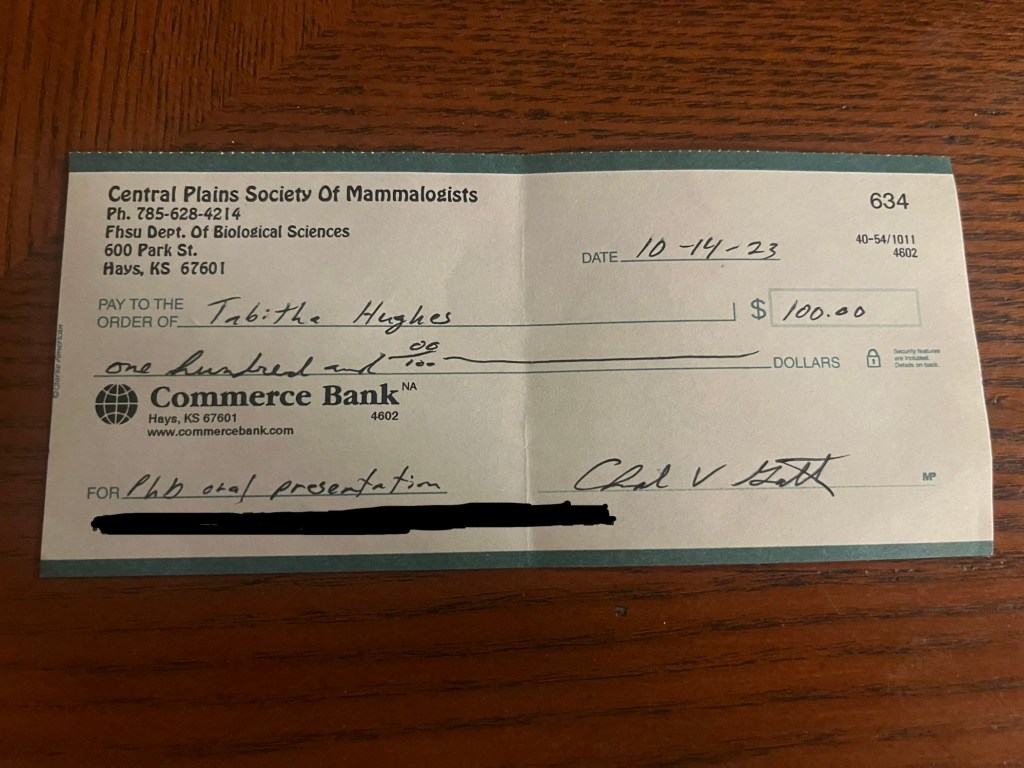 Central Plains Society Of Mammalogists
Ph. 785-628-4214
Fhsu Dept. Of Biological Sciences
600 Park St.
Hays, KS 67601
634
40-54/1011
4602
DATE 10-14-23
PAY TO THE
ORDER OF Tabitha Hughes $ 100.00
one hundred and 00/100 DOLLARS
Security features
are included.
Details on back.
Commerce Bank NA
Hays, KS 67601 4602
www.commercebank.com
FOR PhD oral presentation
MP